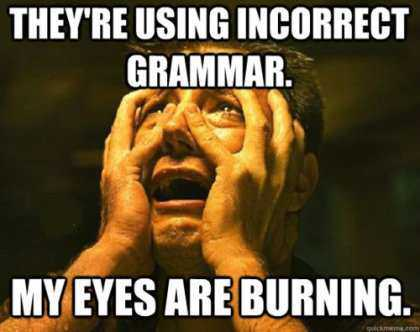 THEY'RE USING INCORRECT
GRAMMAR.
MY EYES ARE BURNING.
quickmeme.com